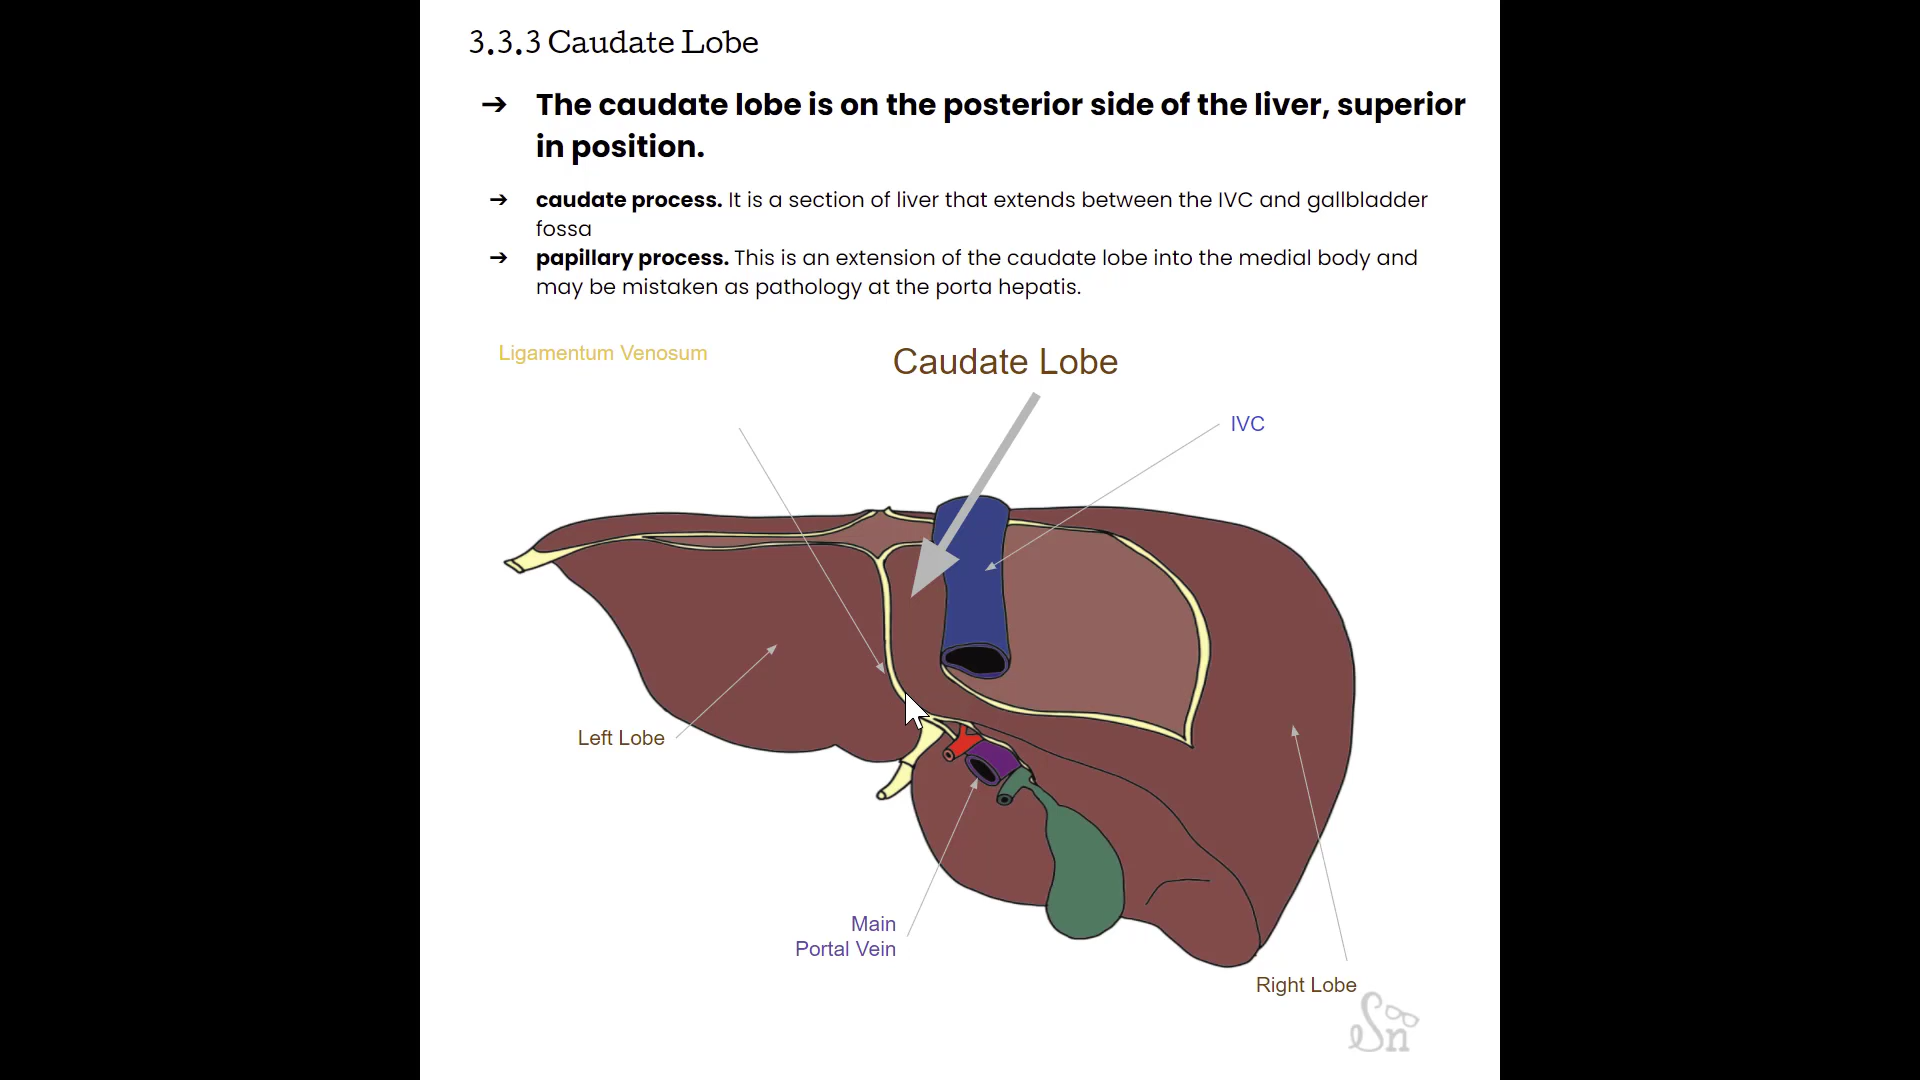 3.3.3 Caudate Lobe
➔ The caudate lobe is on the posterior side of the liver, superior
in position.
➔ caudate process. It is a section of liver that extends between the IVC and gallbladder
fossa
➔ papillary process. This is an extension of the caudate lobe into the medial body and
may be mistaken as pathology at the porta hepatis.
Ligamentum Venosum
Caudate Lobe
IVC
Left Lobe
Main
Portal Vein
Right Lobe
eSn